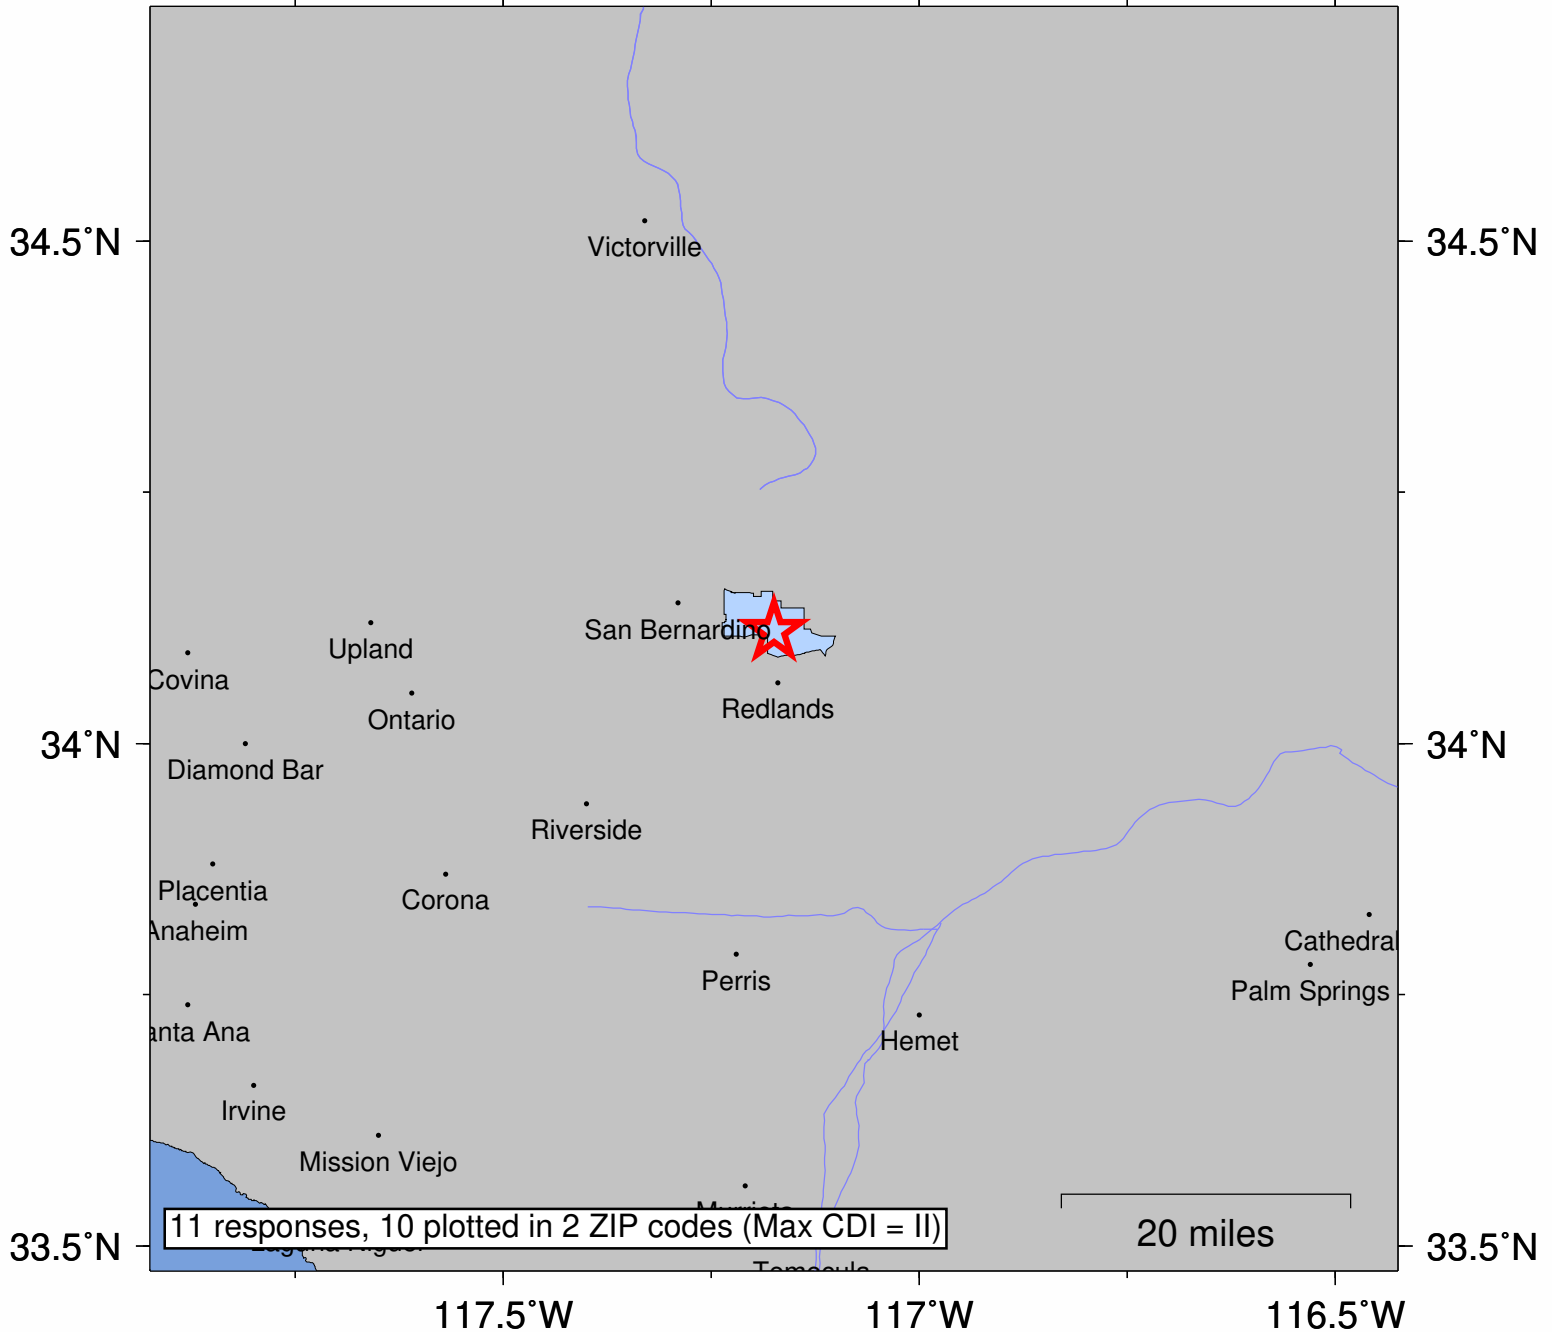 34.5°N
34.5°N
Victorville
San Bernardino
Upland
Covina
Redlands
Ontario
34°N
34°N
Diamond Bar
Riverside
Placentia
Corona
Anaheim
Cathedral
Perris
Palm Springs
anta Ana
Hemet
Irvine
Mission Viejo
11 responses, 10 plotted in 2 ZIP codes (Max CDI = II)
20 miles
33.5°N
33.5°N
117.5°W
117°W
116.5°W